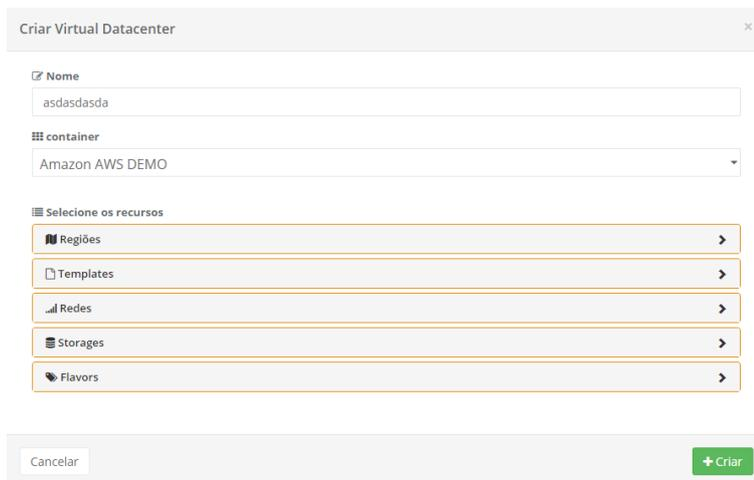 Criar Virtual Datacenter
×
Nome
asdasdasda
container
Amazon AWS DEMO
Selecione os recursos
Regiões
Templates
Redes
Storages
Flavors
Cancelar
+ Criar